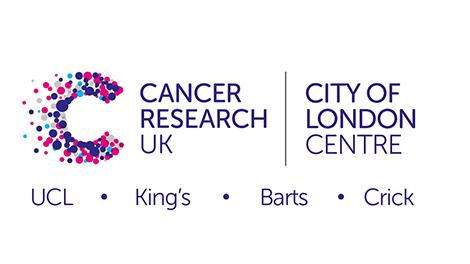 CANCER
RESEARCH
UK
CITY OF
LONDON
CENTRE
UCL • King's • Barts • Crick